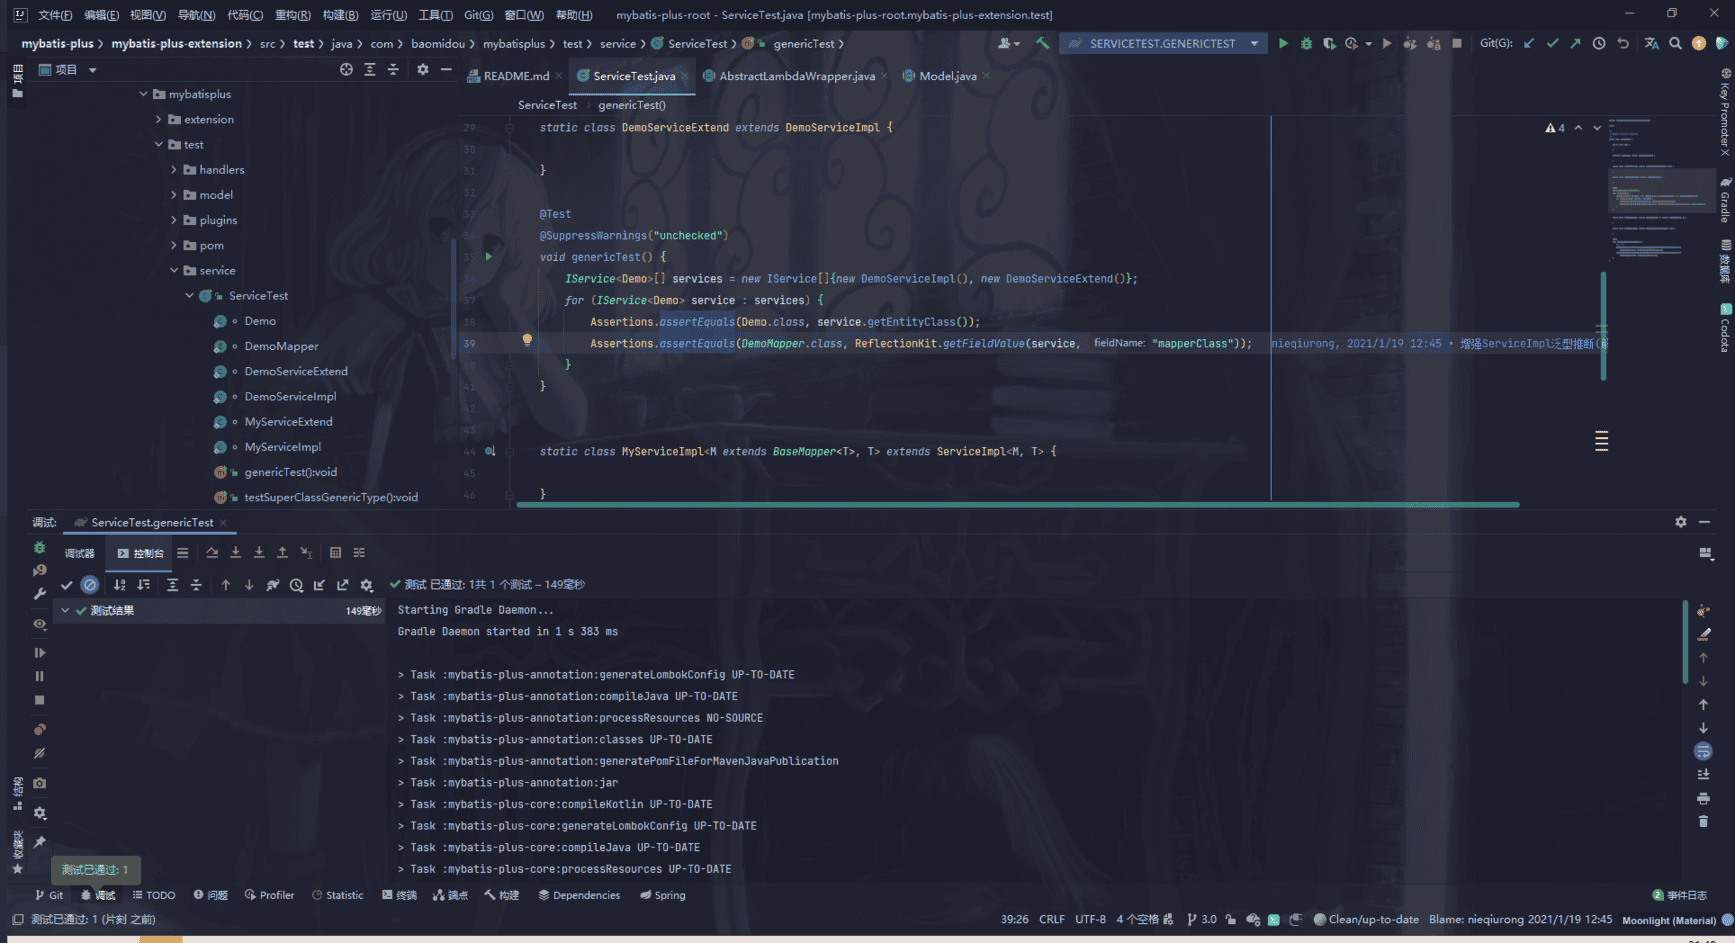 文件(F) 编辑(E) 视图(V) 导航(N) 代码(C) 重构(R) 构建(B) 运行(U) 工具(T) Git(G) 窗口(W) 帮助(H) mybatis-plus-root - ServiceTest.java [mybatis-plus-root.mybatis-plus-extension.test]
mybatis-plus mybatis-plus-extension src test java com baomidou mybatisplus test service ServiceTest genericTest SERVICETEST.GENERICTEST Git(G):
项目
项目
README.md ServiceTest.java AbstractLambdaWrapper.java Model.java
ServiceTest genericTest()
mybatisplus
extension
test
handlers
model
plugins
pom
service
ServiceTest
Demo
DemoMapper
DemoServiceExtend
DemoServiceImpl
MyServiceExtend
MyServiceImpl
genericTest():void
testSuperClassGenericType():void
29 static class DemoServiceExtend extends DemoServiceImpl {
30
31 }
32
33 @Test
34 @SuppressWarnings("unchecked")
35 void genericTest() {
36 IService<Demo>[] services = new IService[]{new DemoServiceImpl(), new DemoServiceExtend()};
37 for (IService<Demo> service : services) {
38 Assertions.assertEquals(Demo.class, service.getEntityClass());
39 Assertions.assertEquals(DemoMapper.class, ReflectionKit.getFieldValue(service, fieldName: "mapperClass")); nieqiurong, 2021/1/19 12:45 • 增强ServiceImpl泛型推断(
40 }
41 }
42
43
44 static class MyServiceImpl<M extends BaseMapper<T>, T> extends ServiceImpl<M, T> {
45
46 }
4
Key Promoter X
Gradle
数据库
Codota
调试: ServiceTest.genericTest
调试器 控制台
测试 已通过: 1共 1 个测试 – 149毫秒
测试结果 149毫秒
Starting Gradle Daemon...
Gradle Daemon started in 1 s 383 ms
> Task :mybatis-plus-annotation:generateLombokConfig UP-TO-DATE
> Task :mybatis-plus-annotation:compileJava UP-TO-DATE
> Task :mybatis-plus-annotation:processResources NO-SOURCE
> Task :mybatis-plus-annotation:classes UP-TO-DATE
> Task :mybatis-plus-annotation:generatePomFileForMavenJavaPublication
> Task :mybatis-plus-annotation:jar
> Task :mybatis-plus-core:compileKotlin UP-TO-DATE
> Task :mybatis-plus-core:generateLombokConfig UP-TO-DATE
> Task :mybatis-plus-core:compileJava UP-TO-DATE
> Task :mybatis-plus-core:processResources UP-TO-DATE
结构
收藏夹
测试已通过: 1
Git 调试 TODO 问题 Profiler Statistic 终端 端点 构建 Dependencies Spring 2 事件日志
测试已通过: 1 (片刻 之前) 39:26 CRLF UTF-8 4 个空格 3.0 Clean/up-to-date Blame: nieqiurong 2021/1/19 12:45 Moonlight (Material)